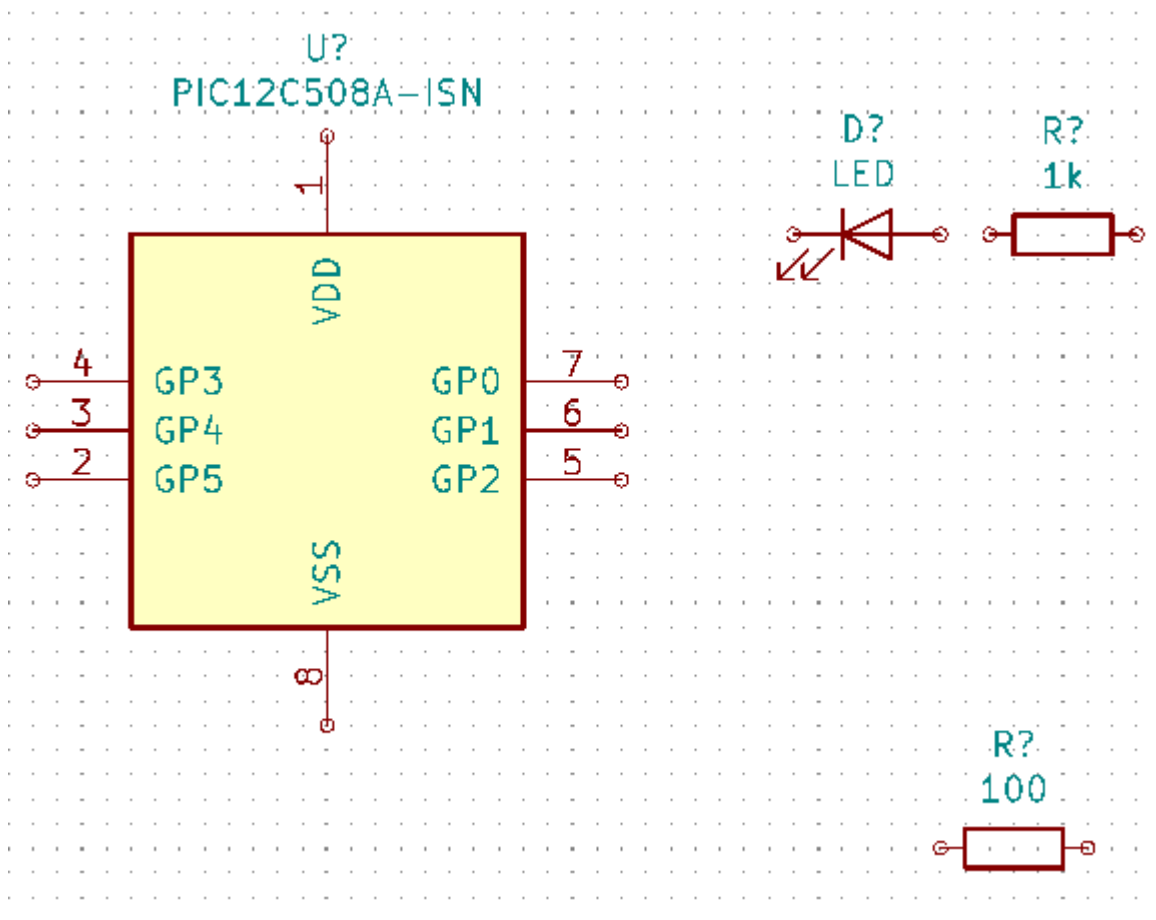 U?
PIC12C508A-ISN
D?
LED
R?
1k
1
VDD
4
GP3
GP0
7
3
GP4
GP1
6
2
GP5
GP2
5
VSS
8
R?
100